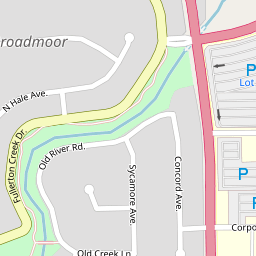 roadmoor
P
Lot
N Hale Ave.
Fullerton Creek Dr.
Old River Rd.
Sycamore Ave.
Concord Ave.
P
P
Corpo
Old Creek Ln